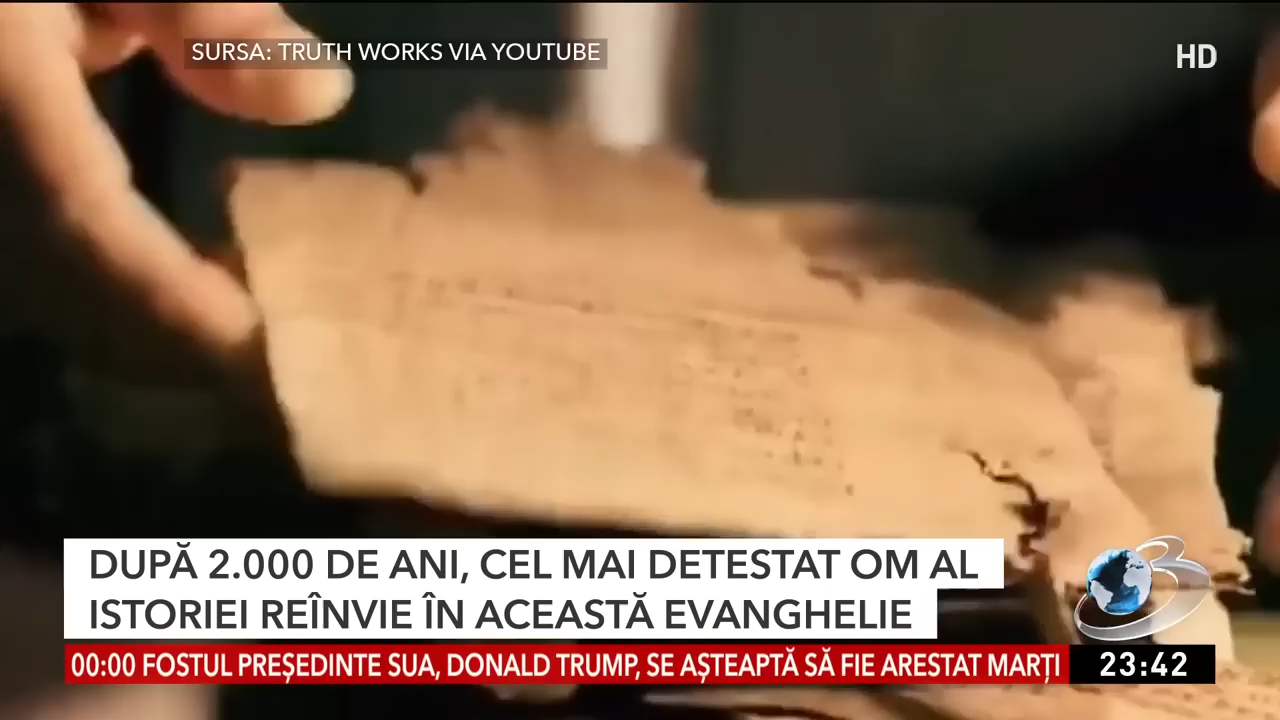 SURSA: TRUTH WORKS VIA YOUTUBE
HD
DUPĂ 2.000 DE ANI, CEL MAI DETESTAT OM AL
ISTORIEI REÎNVIE ÎN ACEASTĂ EVANGHELIE
3
00:00 FOSTUL PREȘEDINTE SUA, DONALD TRUMP, SE AȘTEAPTĂ SĂ FIE ARESTAT MARȚI
23:42